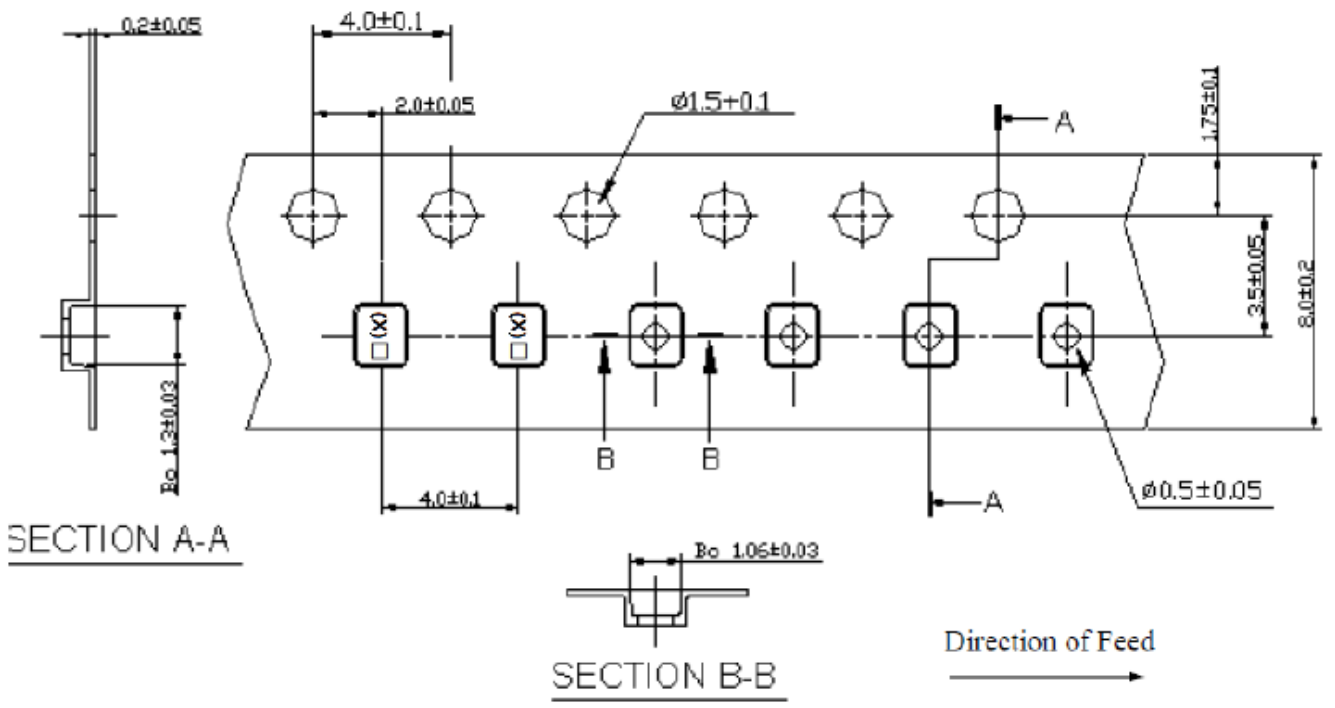 0.2±0.05
4.0±0.1
2.0±0.05
Ø1.5+0.1
A
1.75±0.1
3.5±0.05
8.0±0.2
□(X)
□(X)
B
B
Bo 1.3±0.03
4.0±0.1
A
Ø0.5±0.05
SECTION A-A
Bo 1.06±0.03
SECTION B-B
Direction of Feed